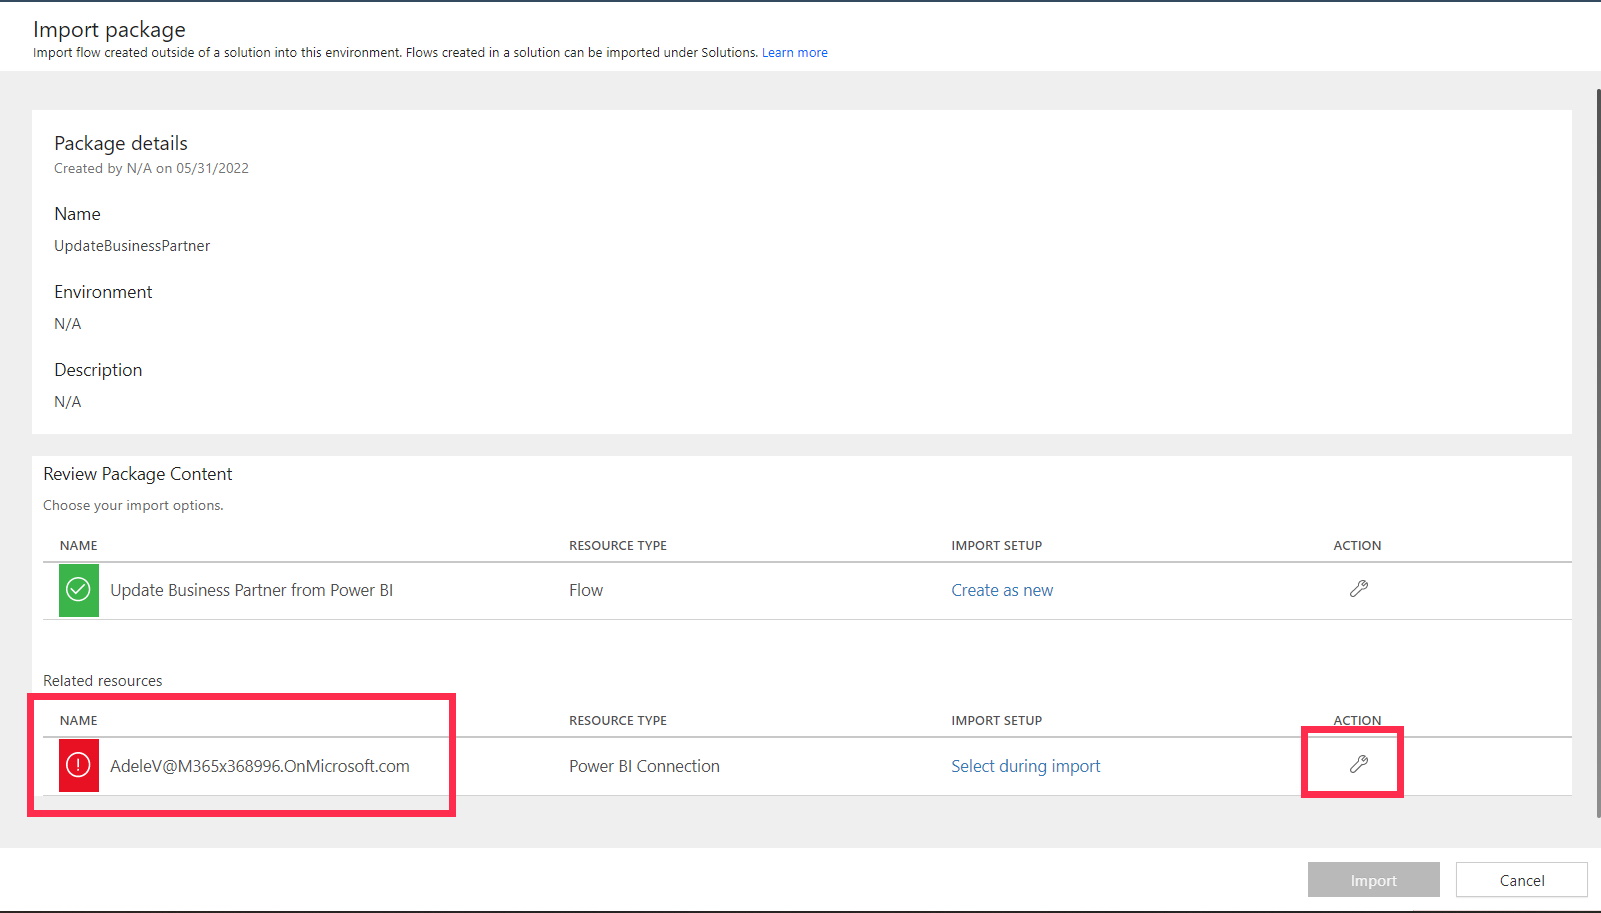 Import package
Import flow created outside of a solution into this environment. Flows created in a solution can be imported under Solutions. Learn more
Package details
Created by N/A on 05/31/2022
Name
UpdateBusinessPartner
Environment
N/A
Description
N/A
Review Package Content
Choose your import options.
NAME RESOURCE TYPE IMPORT SETUP ACTION
Update Business Partner from Power BI Flow Create as new
Related resources
NAME RESOURCE TYPE IMPORT SETUP ACTION
AdeleV@M365x368996.OnMicrosoft.com Power BI Connection Select during import
Import Cancel